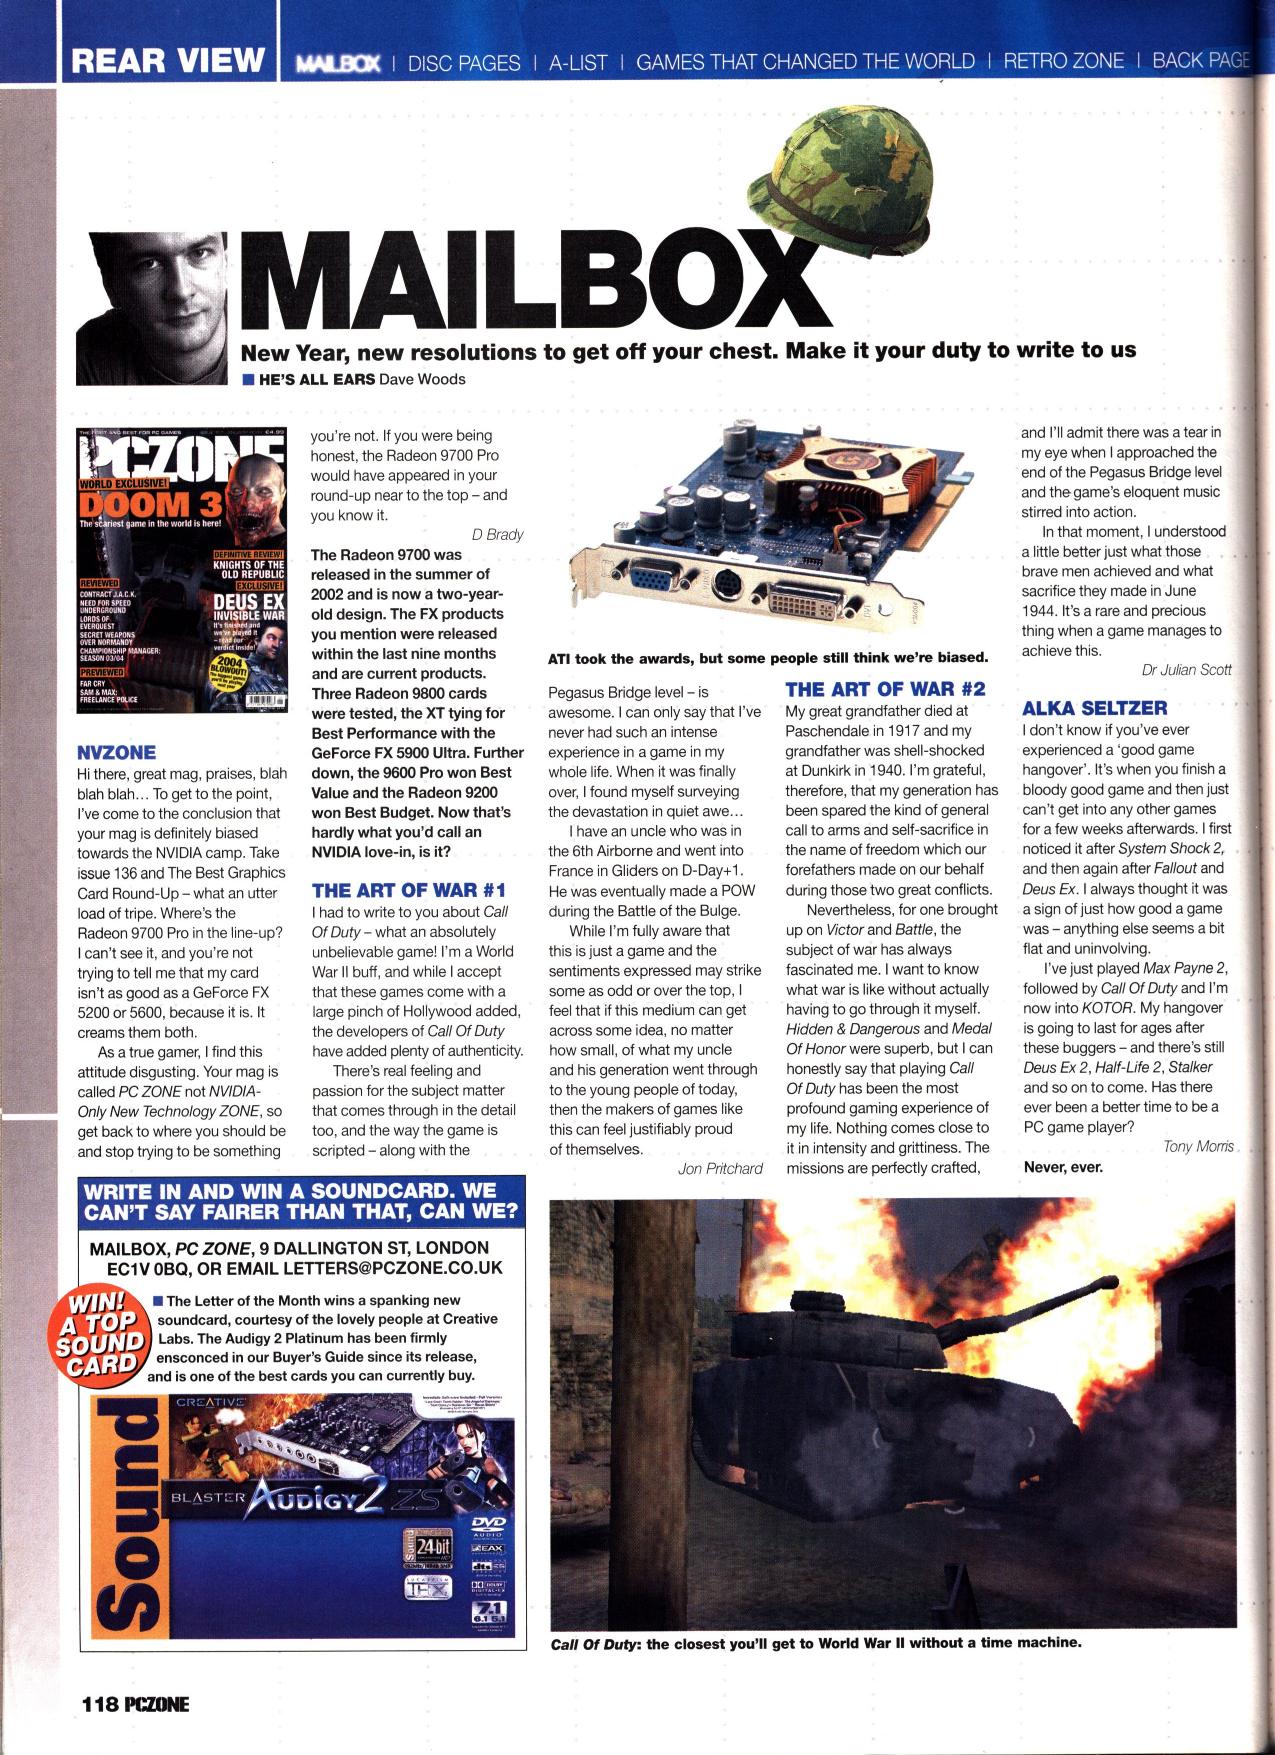 REAR VIEW
MAILBOX | DISC PAGES | A-LIST | GAMES THAT CHANGED THE WORLD | RETRO ZONE | BACK PAGE
MAILBOX
New Year, new resolutions to get off your chest. Make it your duty to write to us
■ HE'S ALL EARS Dave Woods
PCZONE
WORLD EXCLUSIVE!
DOOM 3
The scariest game in the world is here!
DEFINITIVE REVIEW!
KNIGHTS OF THE
OLD REPUBLIC
EXCLUSIVE!
DEUS EX
INVISIBLE WAR
It's finished and
we've played it
– read our
verdict inside!
REVIEWED
CONTRACT J.A.C.K.
NEED FOR SPEED
UNDERGROUND
LORDS OF
EVERQUEST
SECRET WEAPONS
OVER NORMANDY
CHAMPIONSHIP MANAGER:
SEASON 03/04
PREVIEWED
FAR CRY
SAM & MAX:
FREELANCE POLICE
2004
BLOWOUT!
NVZONE
Hi there, great mag, praises, blah
blah blah… To get to the point,
I've come to the conclusion that
your mag is definitely biased
towards the NVIDIA camp. Take
issue 136 and The Best Graphics
Card Round-Up – what an utter
load of tripe. Where's the
Radeon 9700 Pro in the line-up?
I can't see it, and you're not
trying to tell me that my card
isn't as good as a GeForce FX
5200 or 5600, because it is. It
creams them both.
As a true gamer, I find this
attitude disgusting. Your mag is
called PC ZONE not NVIDIA-
Only New Technology ZONE, so
get back to where you should be
and stop trying to be something
you're not. If you were being
honest, the Radeon 9700 Pro
would have appeared in your
round-up near to the top – and
you know it.
D Brady
The Radeon 9700 was
released in the summer of
2002 and is now a two-year-
old design. The FX products
you mention were released
within the last nine months
and are current products.
Three Radeon 9800 cards
were tested, the XT tying for
Best Performance with the
GeForce FX 5900 Ultra. Further
down, the 9600 Pro won Best
Value and the Radeon 9200
won Best Budget. Now that's
hardly what you'd call an
NVIDIA love-in, is it?
THE ART OF WAR #1
I had to write to you about Call
Of Duty – what an absolutely
unbelievable game! I'm a World
War II buff, and while I accept
that these games come with a
large pinch of Hollywood added,
the developers of Call Of Duty
have added plenty of authenticity.
There's real feeling and
passion for the subject matter
that comes through in the detail
too, and the way the game is
scripted – along with the
ATI took the awards, but some people still think we're biased.
Pegasus Bridge level – is
awesome. I can only say that I've
never had such an intense
experience in a game in my
whole life. When it was finally
over, I found myself surveying
the devastation in quiet awe…
I have an uncle who was in
the 6th Airborne and went into
France in Gliders on D-Day+1.
He was eventually made a POW
during the Battle of the Bulge.
While I'm fully aware that
this is just a game and the
sentiments expressed may strike
some as odd or over the top, I
feel that if this medium can get
across some idea, no matter
how small, of what my uncle
and his generation went through
to the young people of today,
then the makers of games like
this can feel justifiably proud
of themselves.
Jon Pritchard
THE ART OF WAR #2
My great grandfather died at
Paschendale in 1917 and my
grandfather was shell-shocked
at Dunkirk in 1940. I'm grateful,
therefore, that my generation has
been spared the kind of general
call to arms and self-sacrifice in
the name of freedom which our
forefathers made on our behalf
during those two great conflicts.
Nevertheless, for one brought
up on Victor and Battle, the
subject of war has always
fascinated me. I want to know
what war is like without actually
having to go through it myself.
Hidden & Dangerous and Medal
Of Honor were superb, but I can
honestly say that playing Call
Of Duty has been the most
profound gaming experience of
my life. Nothing comes close to
it in intensity and grittiness. The
missions are perfectly crafted,
and I'll admit there was a tear in
my eye when I approached the
end of the Pegasus Bridge level
and the game's eloquent music
stirred into action.
In that moment, I understood
a little better just what those
brave men achieved and what
sacrifice they made in June
1944. It's a rare and precious
thing when a game manages to
achieve this.
Dr Julian Scott
ALKA SELTZER
I don't know if you've ever
experienced a 'good game
hangover'. It's when you finish a
bloody good game and then just
can't get into any other games
for a few weeks afterwards. I first
noticed it after System Shock 2,
and then again after Fallout and
Deus Ex. I always thought it was
a sign of just how good a game
was – anything else seems a bit
flat and uninvolving.
I've just played Max Payne 2,
followed by Call Of Duty and I'm
now into KOTOR. My hangover
is going to last for ages after
these buggers – and there's still
Deus Ex 2, Half-Life 2, Stalker
and so on to come. Has there
ever been a better time to be a
PC game player?
Tony Morris
Never, ever.
WRITE IN AND WIN A SOUNDCARD. WE
CAN'T SAY FAIRER THAN THAT, CAN WE?
MAILBOX, PC ZONE, 9 DALLINGTON ST, LONDON
EC1V 0BQ, OR EMAIL LETTERS@PCZONE.CO.UK
WIN!
A TOP
SOUND
CARD
■ The Letter of the Month wins a spanking new
soundcard, courtesy of the lovely people at Creative
Labs. The Audigy 2 Platinum has been firmly
ensconced in our Buyer's Guide since its release,
and is one of the best cards you can currently buy.
CREATIVE
Sound
BLASTER AUDIGY 2 ZS
24-bit
THX
DVD
AUDIO
EAX
dts
DOLBY
DIGITAL-EX
7.1
6.1 5.1
Call Of Duty: the closest you'll get to World War II without a time machine.
118 PCZONE